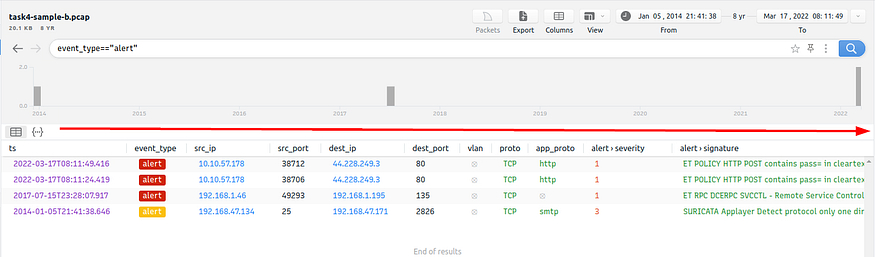 task4-sample-b.pcap
20.1 KB 8 YR
Packets
Export
Columns
View
Jan 05 , 2014 21 : 41 : 38
From
8 yr
Mar 17 , 2022 08 : 11 : 49
To
event_type=="alert"
2.0
0.0
2014 2015 2016 2017 2018 2019 2020 2021 2022
ts event_type src_ip src_port dest_ip dest_port vlan proto app_proto alert › severity alert › signature
2022-03-17T08:11:49.416 alert 10.10.57.178 38712 44.228.249.3 80 TCP http 1 ET POLICY HTTP POST contains pass= in cleartex
2022-03-17T08:11:24.419 alert 10.10.57.178 38706 44.228.249.3 80 TCP http 1 ET POLICY HTTP POST contains pass= in cleartex
2017-07-15T23:28:07.917 alert 192.168.1.46 49293 192.168.1.195 135 TCP 1 ET RPC DCERPC SVCCTL - Remote Service Control
2014-01-05T21:41:38.646 alert 192.168.47.134 25 192.168.47.171 2826 TCP smtp 3 SURICATA Applayer Detect protocol only one dir
End of results